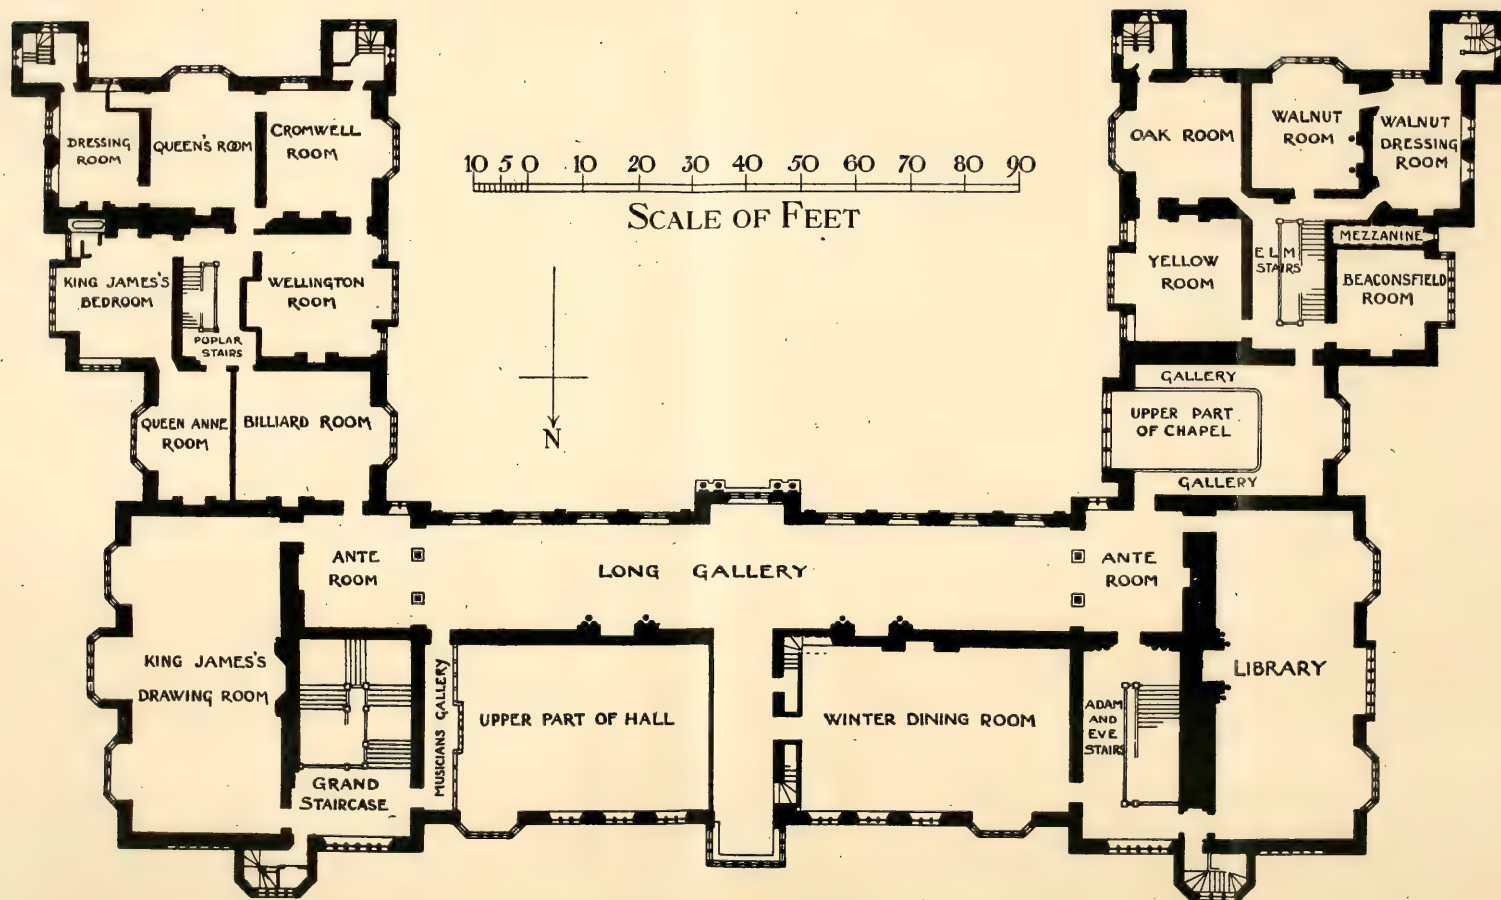 DRESSING
ROOM
QUEEN'S ROOM
CROMWELL
ROOM
10 5 0 10 20 30 40 50 60 70 80 90
SCALE OF FEET
OAK ROOM
WALNUT
ROOM
WALNUT
DRESSING
ROOM
KING JAMES'S
BEDROOM
POPLAR
STAIRS
WELLINGTON
ROOM
YELLOW
ROOM
ELM
STAIRS
MEZZANINE
BEACONSFIELD
ROOM
QUEEN ANNE
ROOM
BILLIARD ROOM
N
GALLERY
UPPER PART
OF CHAPEL
GALLERY
ANTE
ROOM
LONG GALLERY
ANTE
ROOM
KING JAMES'S
DRAWING ROOM
GRAND
STAIRCASE
MUSICIANS GALLERY
UPPER PART OF HALL
WINTER DINING ROOM
ADAM
AND
EVE
STAIRS
LIBRARY